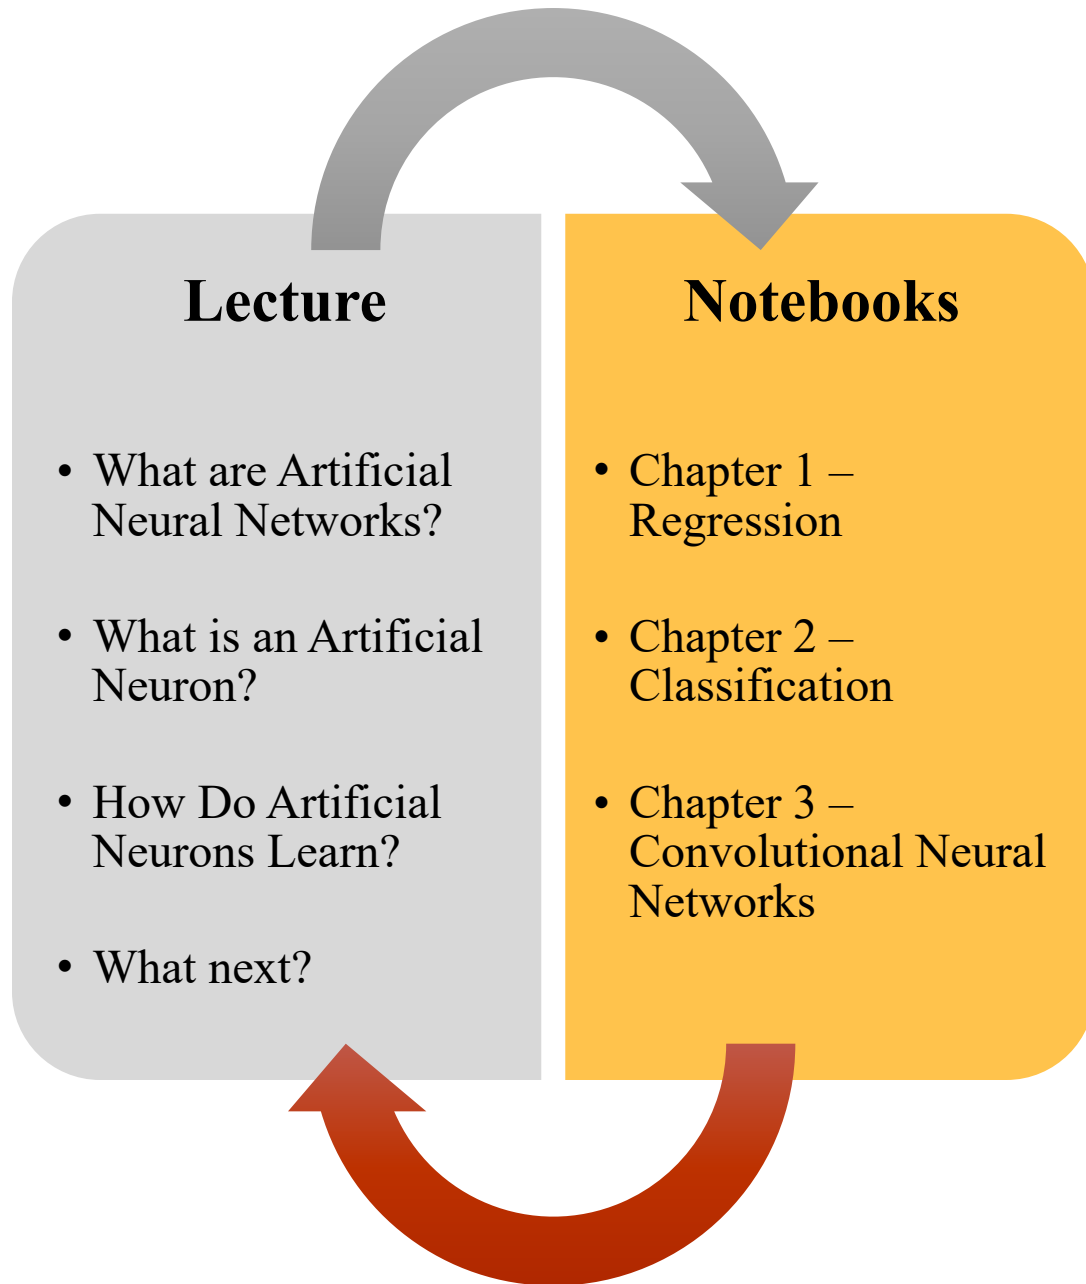 Lecture
• What are Artificial
Neural Networks?
• What is an Artificial
Neuron?
• How Do Artificial
Neurons Learn?
• What next?
Notebooks
• Chapter 1 –
Regression
• Chapter 2 –
Classification
• Chapter 3 –
Convolutional Neural
Networks